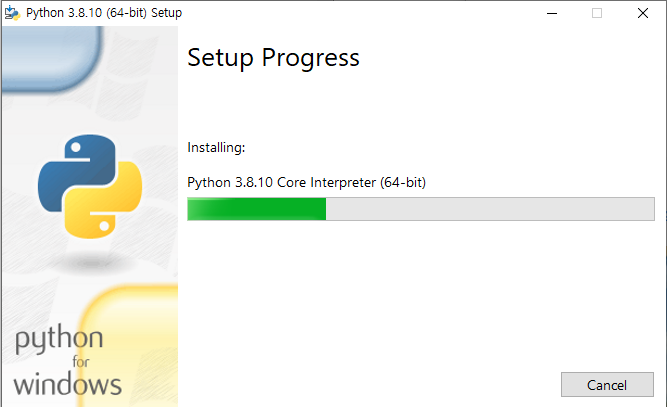 Python 3.8.10 (64-bit) Setup
Setup Progress
Installing:
Python 3.8.10 Core Interpreter (64-bit)
python
for
windows
Cancel